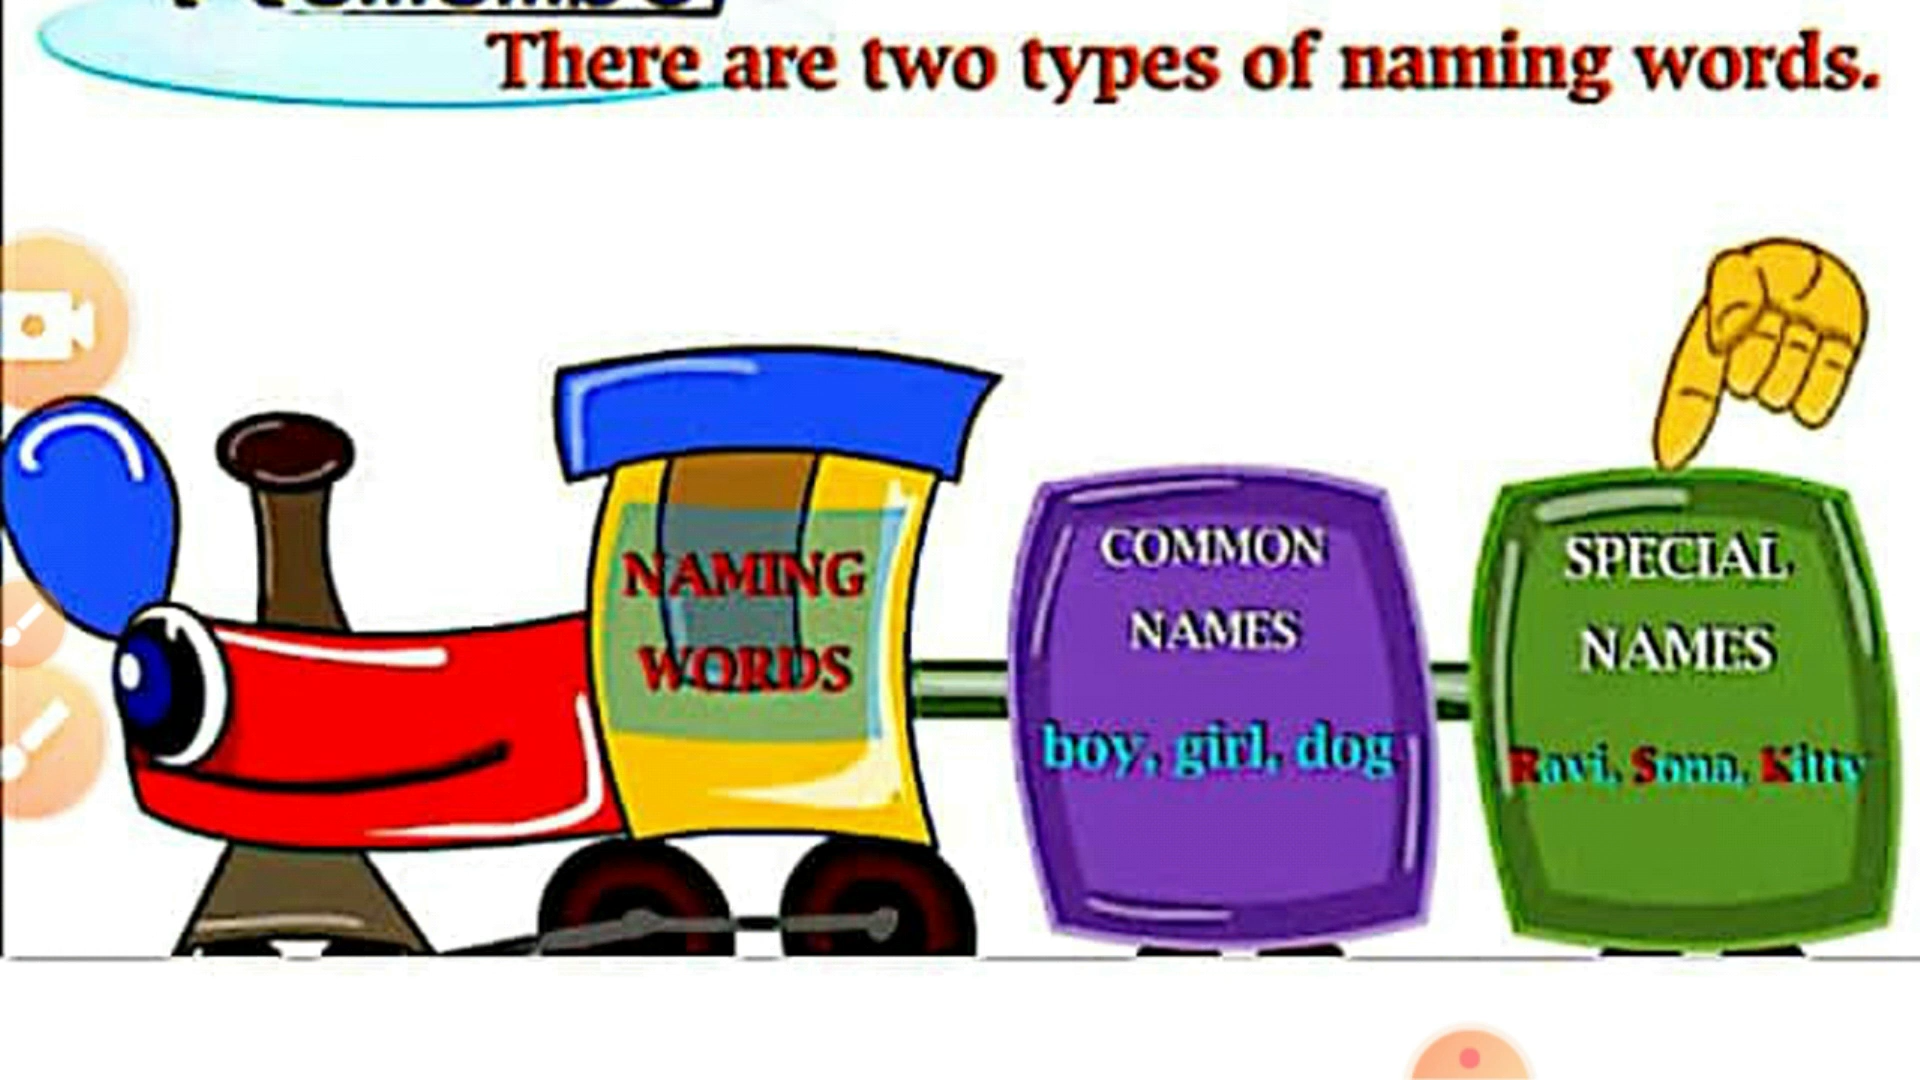 There are two types of naming words.
NAMING
WORDS
COMMON
NAMES
boy, girl, dog
SPECIAL
NAMES
Ravi, Sona, Kitty